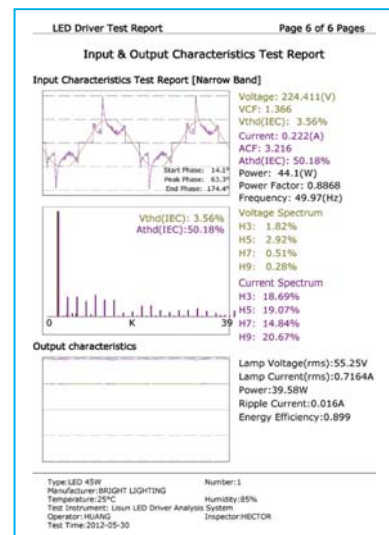 LED Driver Test Report Page 6 of 6 Pages
Input & Output Characteristics Test Report
Input Characteristics Test Report [Narrow Band]
Voltage: 224.411(V)
VCF: 1.366
Vthd(IEC): 3.56%
Current: 0.222(A)
ACF: 3.216
Athd(IEC): 50.18%
Power: 44.1(W)
Power Factor: 0.8868
Frequency: 49.97(Hz)
Start Phase: 14.1°
Peak Phase: 63.3°
End Phase: 174.4°
Vthd(IEC): 3.56%
Athd(IEC):50.18%
0 K 39
Voltage Spectrum
H3: 1.82%
H5: 2.92%
H7: 0.51%
H9: 0.28%
Current Spectrum
H3: 18.69%
H5: 19.07%
H7: 14.84%
H9: 20.67%
Output characteristics
Lamp Voltage(rms):55.25V
Lamp Current(rms):0.7164A
Power:39.58W
Ripple Current:0.016A
Energy Efficiency:0.899
Type:LED 45W Number:1
Manufacturer:BRIGHT LIGHTING
Temperature:25°C Humidity:85%
Test Instrument: Lisun LED Driver Analysis System
Operator:HUANG Inspector:HECTOR
Test Time:2012-05-30